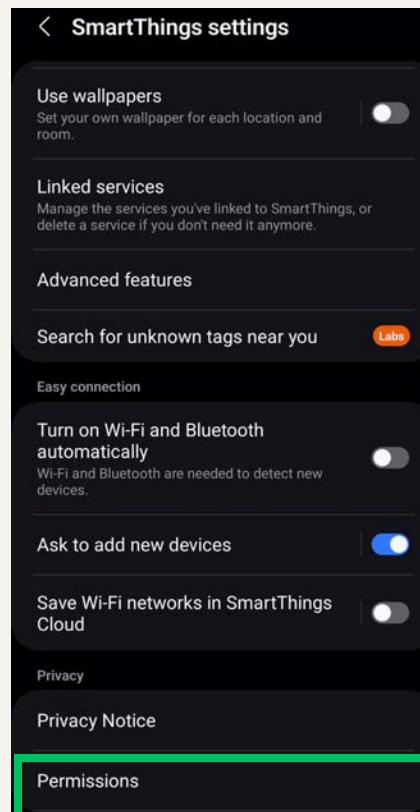 SmartThings settings
Use wallpapers
Set your own wallpaper for each location and
room.
Linked services
Manage the services you've linked to SmartThings, or
delete a service if you don't need it anymore.
Advanced features
Search for unknown tags near you
Labs
Easy connection
Turn on Wi-Fi and Bluetooth
automatically
Wi-Fi and Bluetooth are needed to detect new
devices.
Ask to add new devices
Save Wi-Fi networks in SmartThings
Cloud
Privacy
Privacy Notice
Permissions